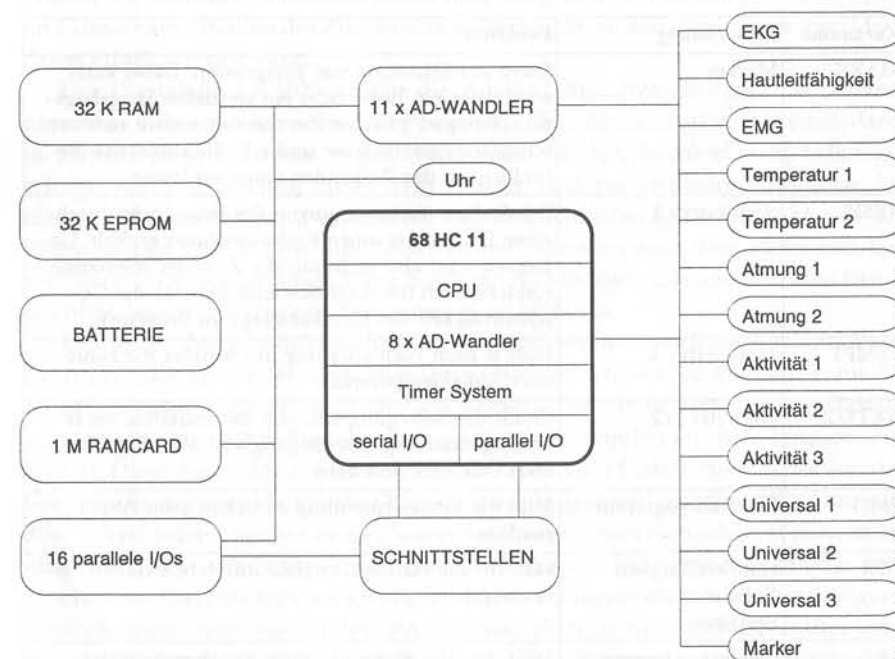 32 K RAM
11 x AD-WANDLER
Uhr
32 K EPROM
68 HC 11
CPU
8 x AD-Wandler
Timer System
serial I/O
parallel I/O
BATTERIE
1 M RAMCARD
16 parallele I/Os
SCHNITTSTELLEN
EKG
Hautleitfähigkeit
EMG
Temperatur 1
Temperatur 2
Atmung 1
Atmung 2
Aktivität 1
Aktivität 2
Aktivität 3
Universal 1
Universal 2
Universal 3
Marker